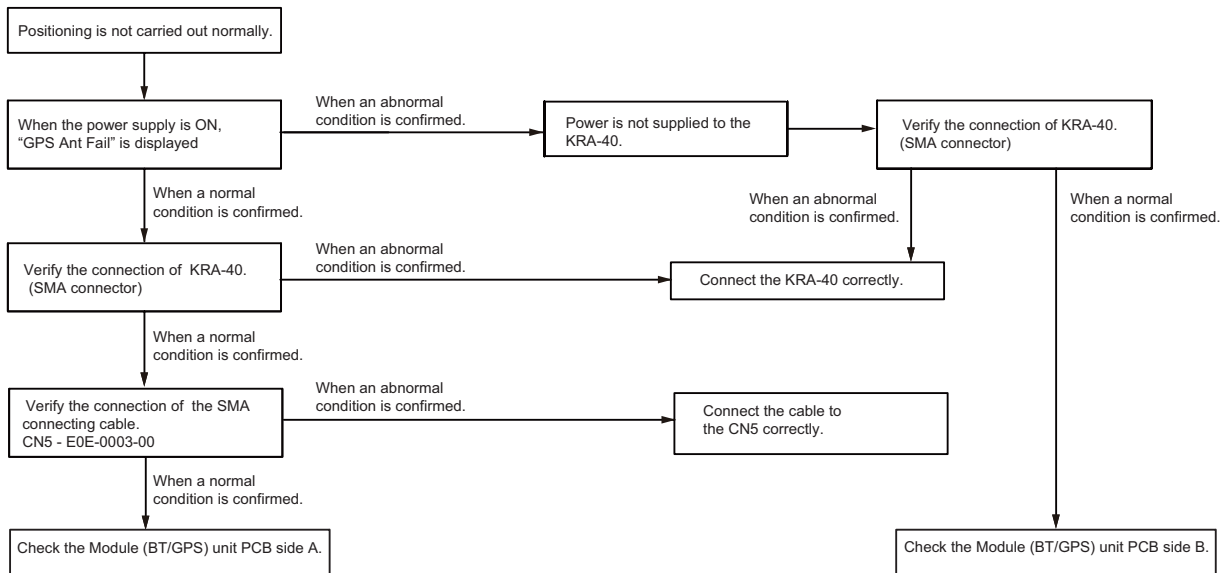 Positioning is not carried out normally.
When the power supply is ON,
“GPS Ant Fail” is displayed
When an abnormal
condition is confirmed.
Power is not supplied to the
KRA-40.
Verify the connection of KRA-40.
(SMA connector)
When a normal
condition is confirmed.
When an abnormal
condition is confirmed.
When a normal
condition is confirmed.
Verify the connection of KRA-40.
(SMA connector)
When an abnormal
condition is confirmed.
Connect the KRA-40 correctly.
When a normal
condition is confirmed.
Verify the connection of the SMA
connecting cable.
CN5 - E0E-0003-00
When an abnormal
condition is confirmed.
Connect the cable to
the CN5 correctly.
When a normal
condition is confirmed.
Check the Module (BT/GPS) unit PCB side A.
Check the Module (BT/GPS) unit PCB side B.